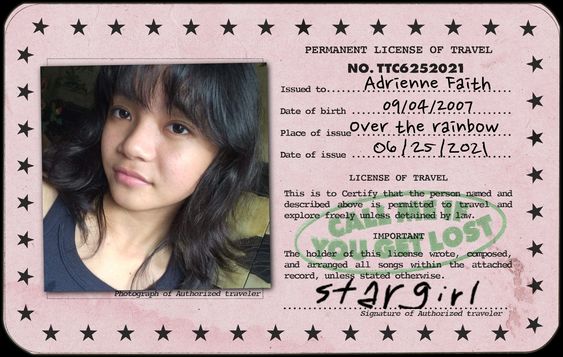 PERMANENT LICENSE OF TRAVEL
NO. TTC6252021
Issued to Adrienne Faith
Date of birth 09/04/2007
Place of issue over the rainbow
Date of issue 06/25/2021
LICENSE OF TRAVEL
This is to Certify that the person named and
described above is permitted to travel and
explore freely unless detained by law.
CALL ME IF
YOU GET LOST
IMPORTANT
The holder of this license wrote, composed,
and arranged all songs within the attached
record, unless stated otherwise.
stargirl
Photograph of Authorized traveler
Signature of Authorized traveler